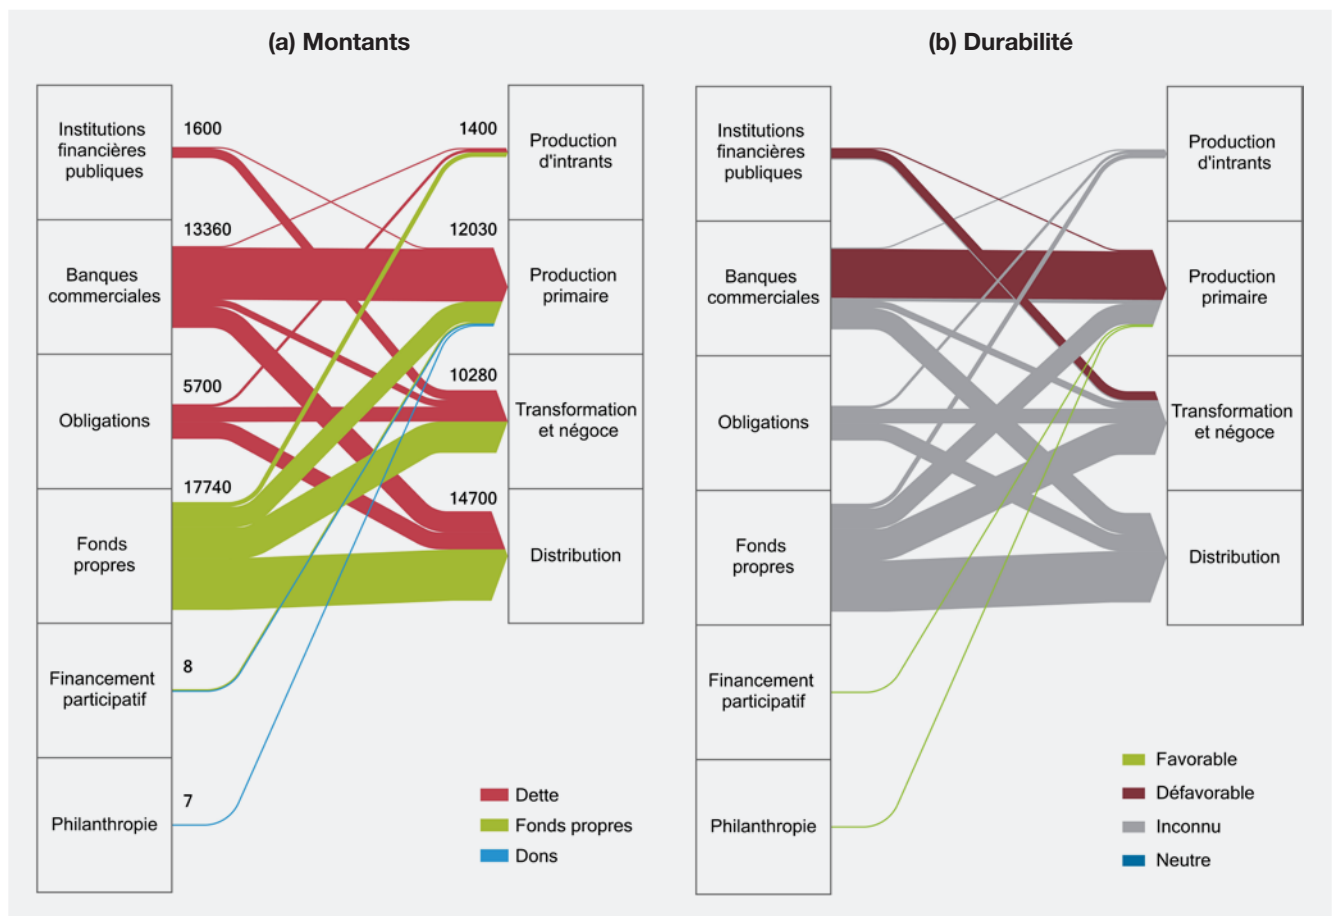 (a) Montants
Institutions
financières
publiques
1600
Banques
commerciales
13360
Obligations
5700
Fonds
propres
17740
Financement
participatif
8
Philanthropie
7
1400
Production
d'intrants
12030
Production
primaire
10280
Transformation
et négoce
14700
Distribution
Dette
Fonds propres
Dons
(b) Durabilité
Institutions
financières
publiques
Banques
commerciales
Obligations
Fonds
propres
Financement
participatif
Philanthropie
Production
d'intrants
Production
primaire
Transformation
et négoce
Distribution
Favorable
Défavorable
Inconnu
Neutre